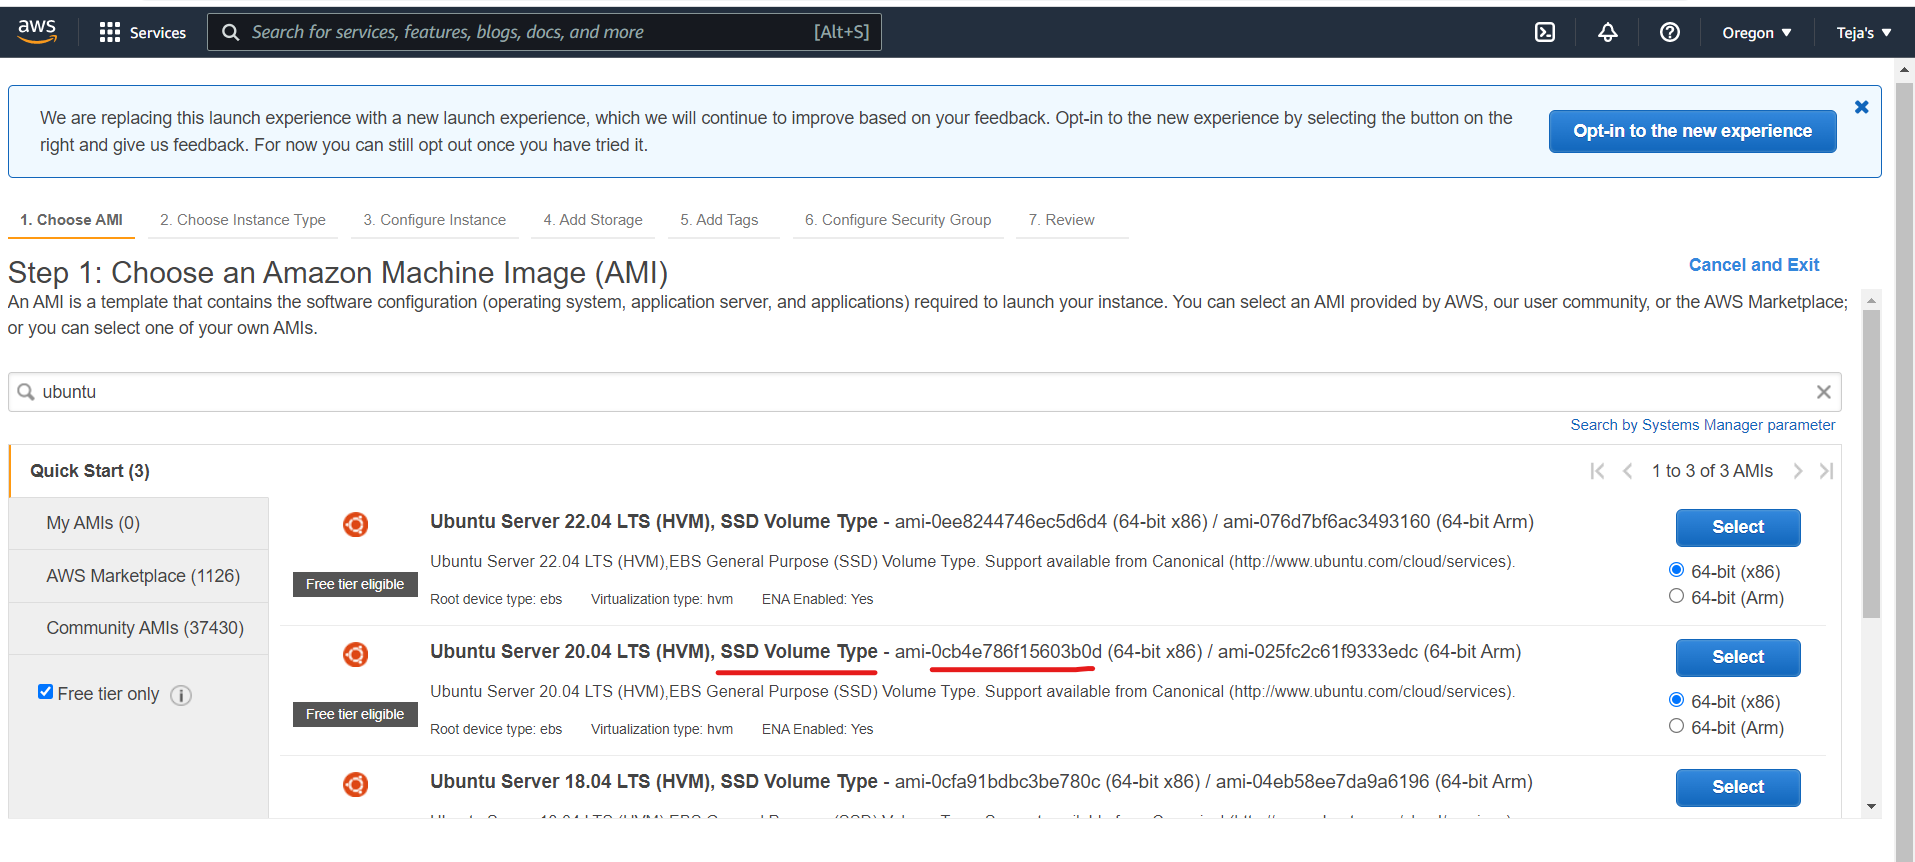 aws Services Search for services, features, blogs, docs, and more [Alt+S] Oregon Teja's
We are replacing this launch experience with a new launch experience, which we will continue to improve based on your feedback. Opt-in to the new experience by selecting the button on the
right and give us feedback. For now you can still opt out once you have tried it.
Opt-in to the new experience
1. Choose AMI 2. Choose Instance Type 3. Configure Instance 4. Add Storage 5. Add Tags 6. Configure Security Group 7. Review
Step 1: Choose an Amazon Machine Image (AMI)
Cancel and Exit
An AMI is a template that contains the software configuration (operating system, application server, and applications) required to launch your instance. You can select an AMI provided by AWS, our user community, or the AWS Marketplace;
or you can select one of your own AMIs.
ubuntu
Search by Systems Manager parameter
Quick Start (3)
1 to 3 of 3 AMIs
My AMIs (0)
AWS Marketplace (1126)
Community AMIs (37430)
Free tier only
Ubuntu Server 22.04 LTS (HVM), SSD Volume Type - ami-0ee8244746ec5d6d4 (64-bit x86) / ami-076d7bf6ac3493160 (64-bit Arm)
Select
Ubuntu Server 22.04 LTS (HVM),EBS General Purpose (SSD) Volume Type. Support available from Canonical (http://www.ubuntu.com/cloud/services).
64-bit (x86)
Free tier eligible
Root device type: ebs Virtualization type: hvm ENA Enabled: Yes
64-bit (Arm)
Ubuntu Server 20.04 LTS (HVM), SSD Volume Type - ami-0cb4e786f15603b0d (64-bit x86) / ami-025fc2c61f9333edc (64-bit Arm)
Select
Ubuntu Server 20.04 LTS (HVM),EBS General Purpose (SSD) Volume Type. Support available from Canonical (http://www.ubuntu.com/cloud/services).
64-bit (x86)
Free tier eligible
Root device type: ebs Virtualization type: hvm ENA Enabled: Yes
64-bit (Arm)
Ubuntu Server 18.04 LTS (HVM), SSD Volume Type - ami-0cfa91bdbc3be780c (64-bit x86) / ami-04eb58ee7da9a6196 (64-bit Arm)
Select